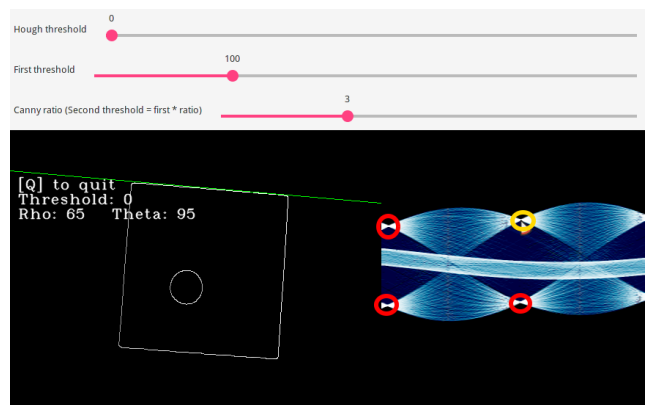 0
Hough threshold
100
First threshold
3
Canny ratio (Second threshold = first * ratio)
[Q] to quit
Threshold: 0
Rho: 65 Theta: 95